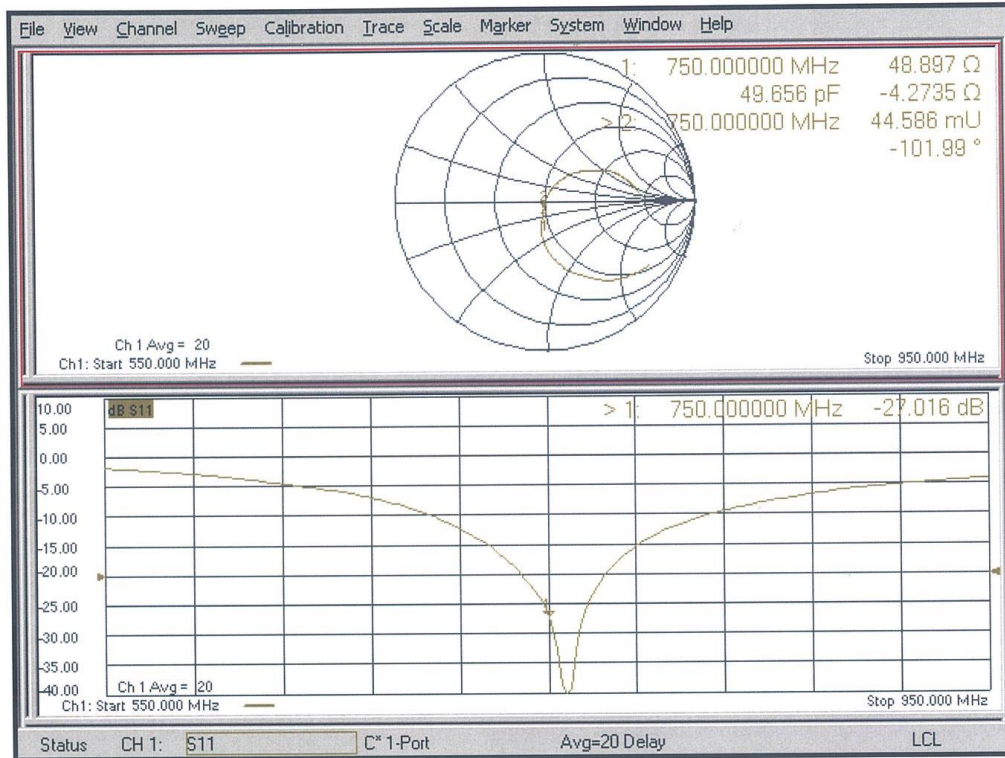 File View Channel Sweep Calibration Trace Scale Marker System Window Help
1: 750.000000 MHz 48.897 Ω
49.656 pF -4.2735 Ω
> 2: 750.000000 MHz 44.586 mU
-101.99 °
Ch 1 Avg = 20
Ch1: Start 550.000 MHz Stop 950.000 MHz
10.00 dB S11 > 1: 750.000000 MHz -27.016 dB
5.00
0.00
-5.00
-10.00
-15.00
-20.00
-25.00
-30.00
-35.00
-40.00
Ch 1 Avg = 20
Ch1: Start 550.000 MHz Stop 950.000 MHz
Status CH 1: S11 C* 1-Port Avg=20 Delay LCL